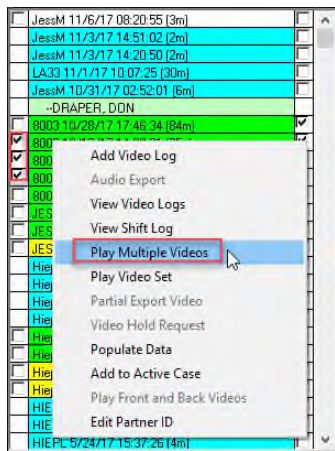 JessM 11/6/17 08:20:55 (3m)
JessM 11/3/17 14:51:02 (2m)
JessM 11/3/17 14:20:50 (2m)
LA33 11/1/17 10:07:25 (30m)
JessM 10/31/17 02:52:01 (6m)
--DRAPER, DON
8003 10/28/17 17:46:34 (84m)
800
800
800
800
JES
JES
JES
Hie
Hie
Hie
Hie
Hie
Hie
Hie
Hie
HIE
HIE
HIEPL 5/24/17 15:37:26 (4m)
Add Video Log
Audio Export
View Video Logs
View Shift Log
Play Multiple Videos
Play Video Set
Partial Export Video
Video Hold Request
Populate Data
Add to Active Case
Play Front and Back Videos
Edit Partner ID